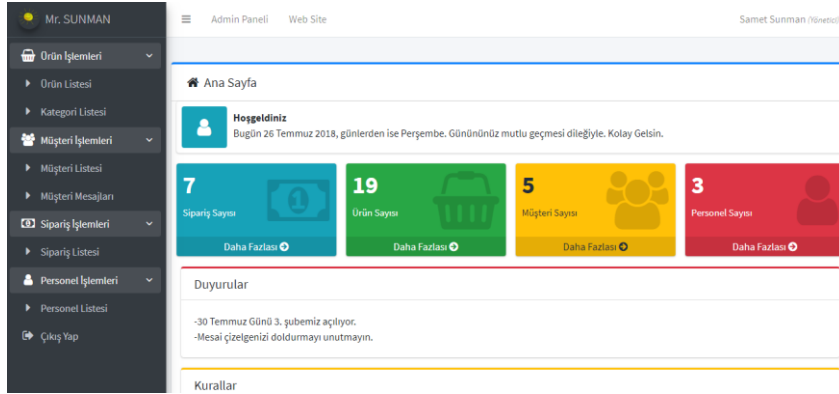 Mr. SUNMAN
Admin Paneli Web Site
Samet Sunman (Yönetici)
Ürün İşlemleri
Ürün Listesi
Kategori Listesi
Müşteri İşlemleri
Müşteri Listesi
Müşteri Mesajları
Sipariş İşlemleri
Sipariş Listesi
Personel İşlemleri
Personel Listesi
Çıkış Yap
Ana Sayfa
Hoşgeldiniz
Bugün 26 Temmuz 2018, günlerden ise Perşembe. Günününüz mutlu geçmesi dileğiyle. Kolay Gelsin.
7
Sipariş Sayısı
Daha Fazlası
19
Ürün Sayısı
Daha Fazlası
5
Müşteri Sayısı
Daha Fazlası
3
Personel Sayısı
Daha Fazlası
Duyurular
-30 Temmuz Günü 3. şubemiz açılıyor.
-Mesai çizelgenizi doldurmayı unutmayın.
Kurallar